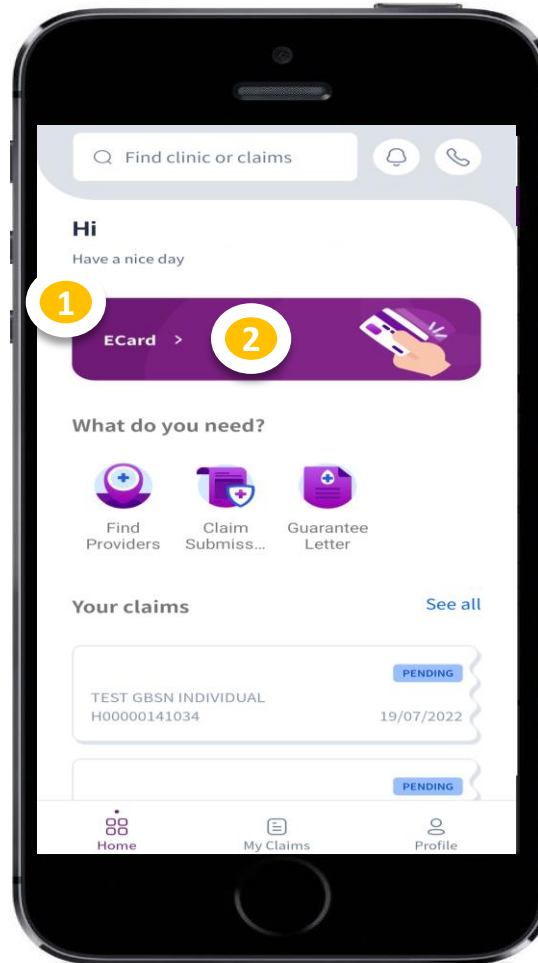 Find clinic or claims
Hi
Have a nice day
1
ECard >
2
What do you need?
Find Providers
Claim Submiss...
Guarantee Letter
Your claims
See all
PENDING
TEST GBSN INDIVIDUAL
H00000141034
19/07/2022
PENDING
Home
My Claims
Profile